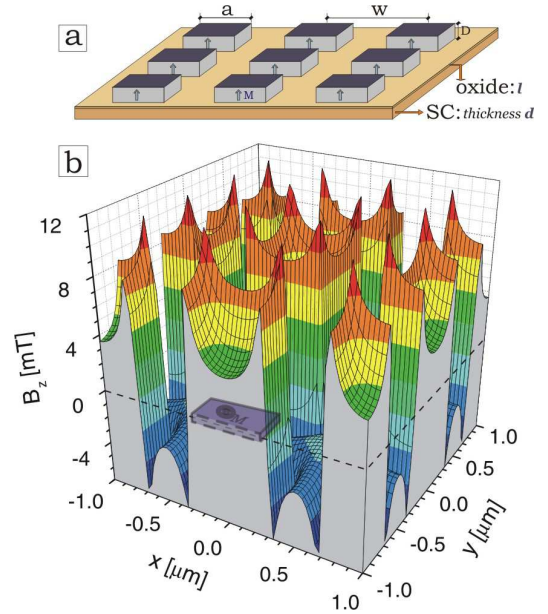 a
a
w
D
M
oxide: l
SC: thickness d
b
12
8
4
0
-4
B_z [mT]
M
-1.0
-0.5
0.0
0.5
1.0
x [μm]
-1.0
-0.5
0.0
0.5
1.0
y [μm]